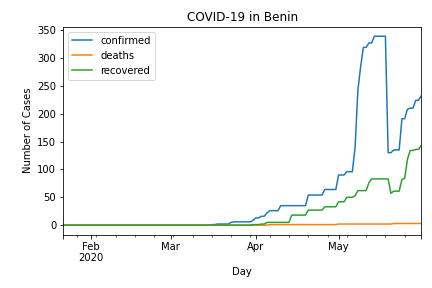 COVID-19 in Benin
350
300
250
200
150
100
50
0
Number of Cases
confirmed
deaths
recovered
Feb
2020
Mar
Apr
May
Day